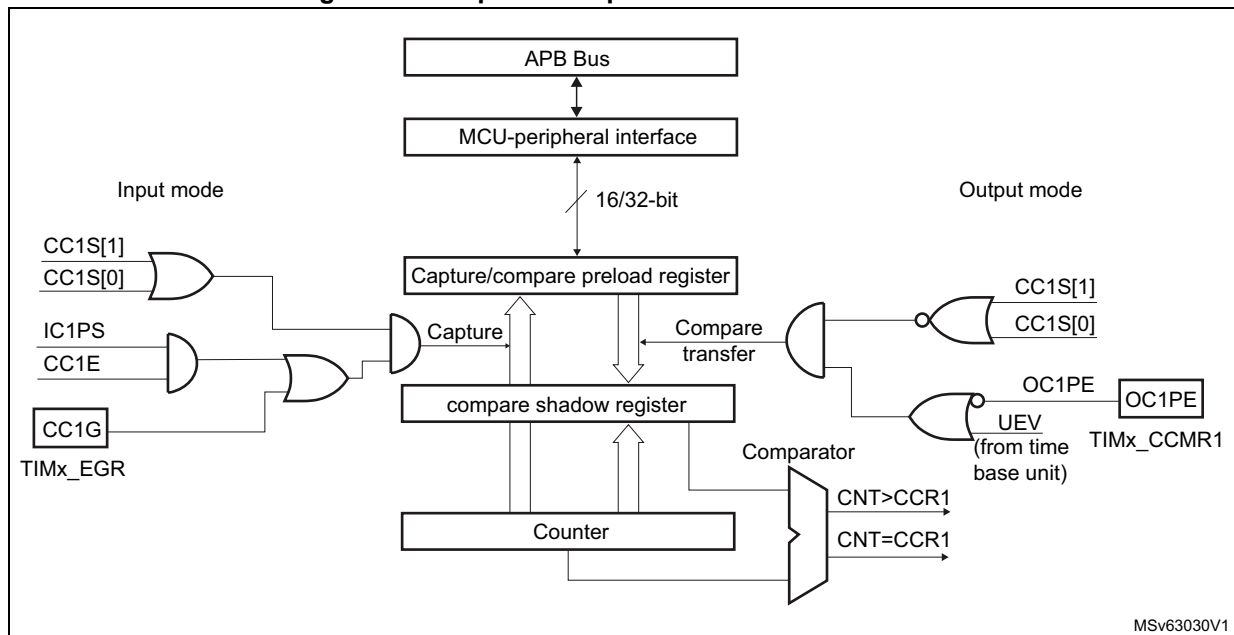 APB Bus
MCU-peripheral interface
Input mode
16/32-bit
Output mode
CC1S[1]
CC1S[0]
Capture/compare preload register
CC1S[1]
CC1S[0]
IC1PS
CC1E
Capture
Compare
transfer
CC1G
TIMx_EGR
compare shadow register
OC1PE
OC1PE
UEV
(from time
base unit)
TIMx_CCMR1
Comparator
CNT>CCR1
Counter
CNT=CCR1
MSv63030V1